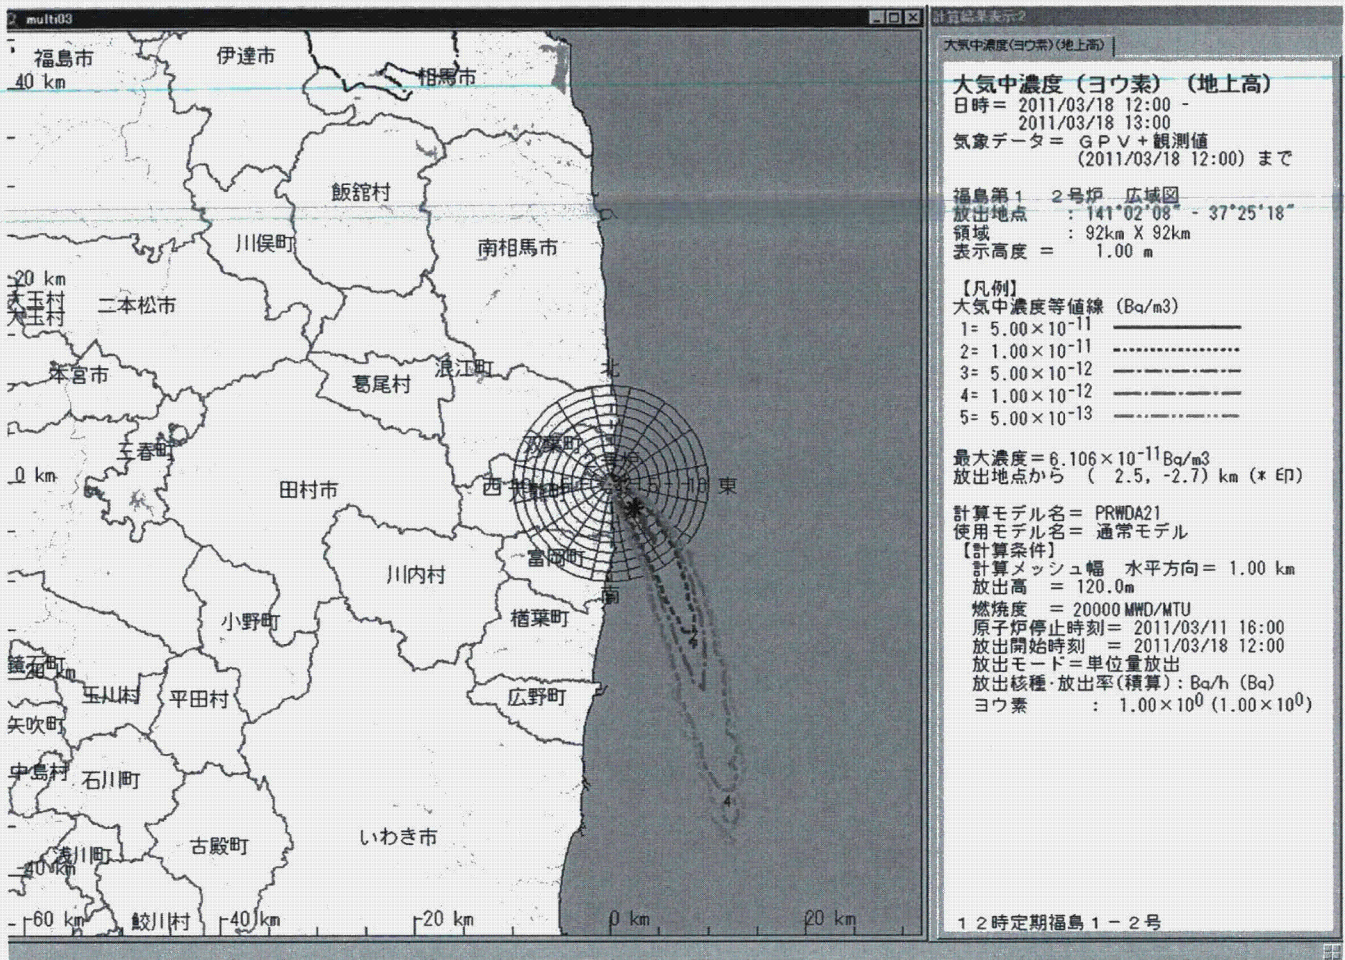 multi03
福島市
伊達市
相馬市
40 km
飯舘村
川俣町
南相馬市
20 km
大玉村
大玉村
二本松市
本宮市
浪江町
北
葛尾村
三春町
双葉町
0 km
田村市
西
東
富岡町
川内村
南
小野町
楢葉町
鏡石町
玉川村
平田村
広野町
矢吹町
中島村
石川町
いわき市
浅川町
古殿町
-40 km
鮫川村
-60 km
-40 km
-20 km
0 km
20 km
2
4
計算結果表示2
大気中濃度(ヨウ素)(地上高)
大気中濃度（ヨウ素）（地上高）
日時＝ 2011/03/18 12:00 -
2011/03/18 13:00
気象データ＝ ＧＰＶ＋観測値
(2011/03/18 12:00) まで
福島第１　２号炉　広域図
放出地点　: 141°02'08" - 37°25'18"
領域　: 92km X 92km
表示高度 ＝　1.00 m
【凡例】
大気中濃度等値線 (Bq/m3)
1= 5.00×10⁻¹¹
2= 1.00×10⁻¹¹
3= 5.00×10⁻¹²
4= 1.00×10⁻¹²
5= 5.00×10⁻¹³
最大濃度＝6.106×10⁻¹¹Bq/m3
放出地点から　(　2.5, -2.7) km (* 印)
計算モデル名＝ PRWDA21
使用モデル名＝ 通常モデル
【計算条件】
計算メッシュ幅　水平方向＝ 1.00 km
放出高　＝ 120.0m
燃焼度　＝ 20000MWD/MTU
原子炉停止時刻＝ 2011/03/11 16:00
放出開始時刻　＝ 2011/03/18 12:00
放出モード＝単位量放出
放出核種・放出率(積算)：Bq/h (Bq)
ヨウ素　: 1.00×10⁰ (1.00×10⁰)
１２時定期福島１－２号